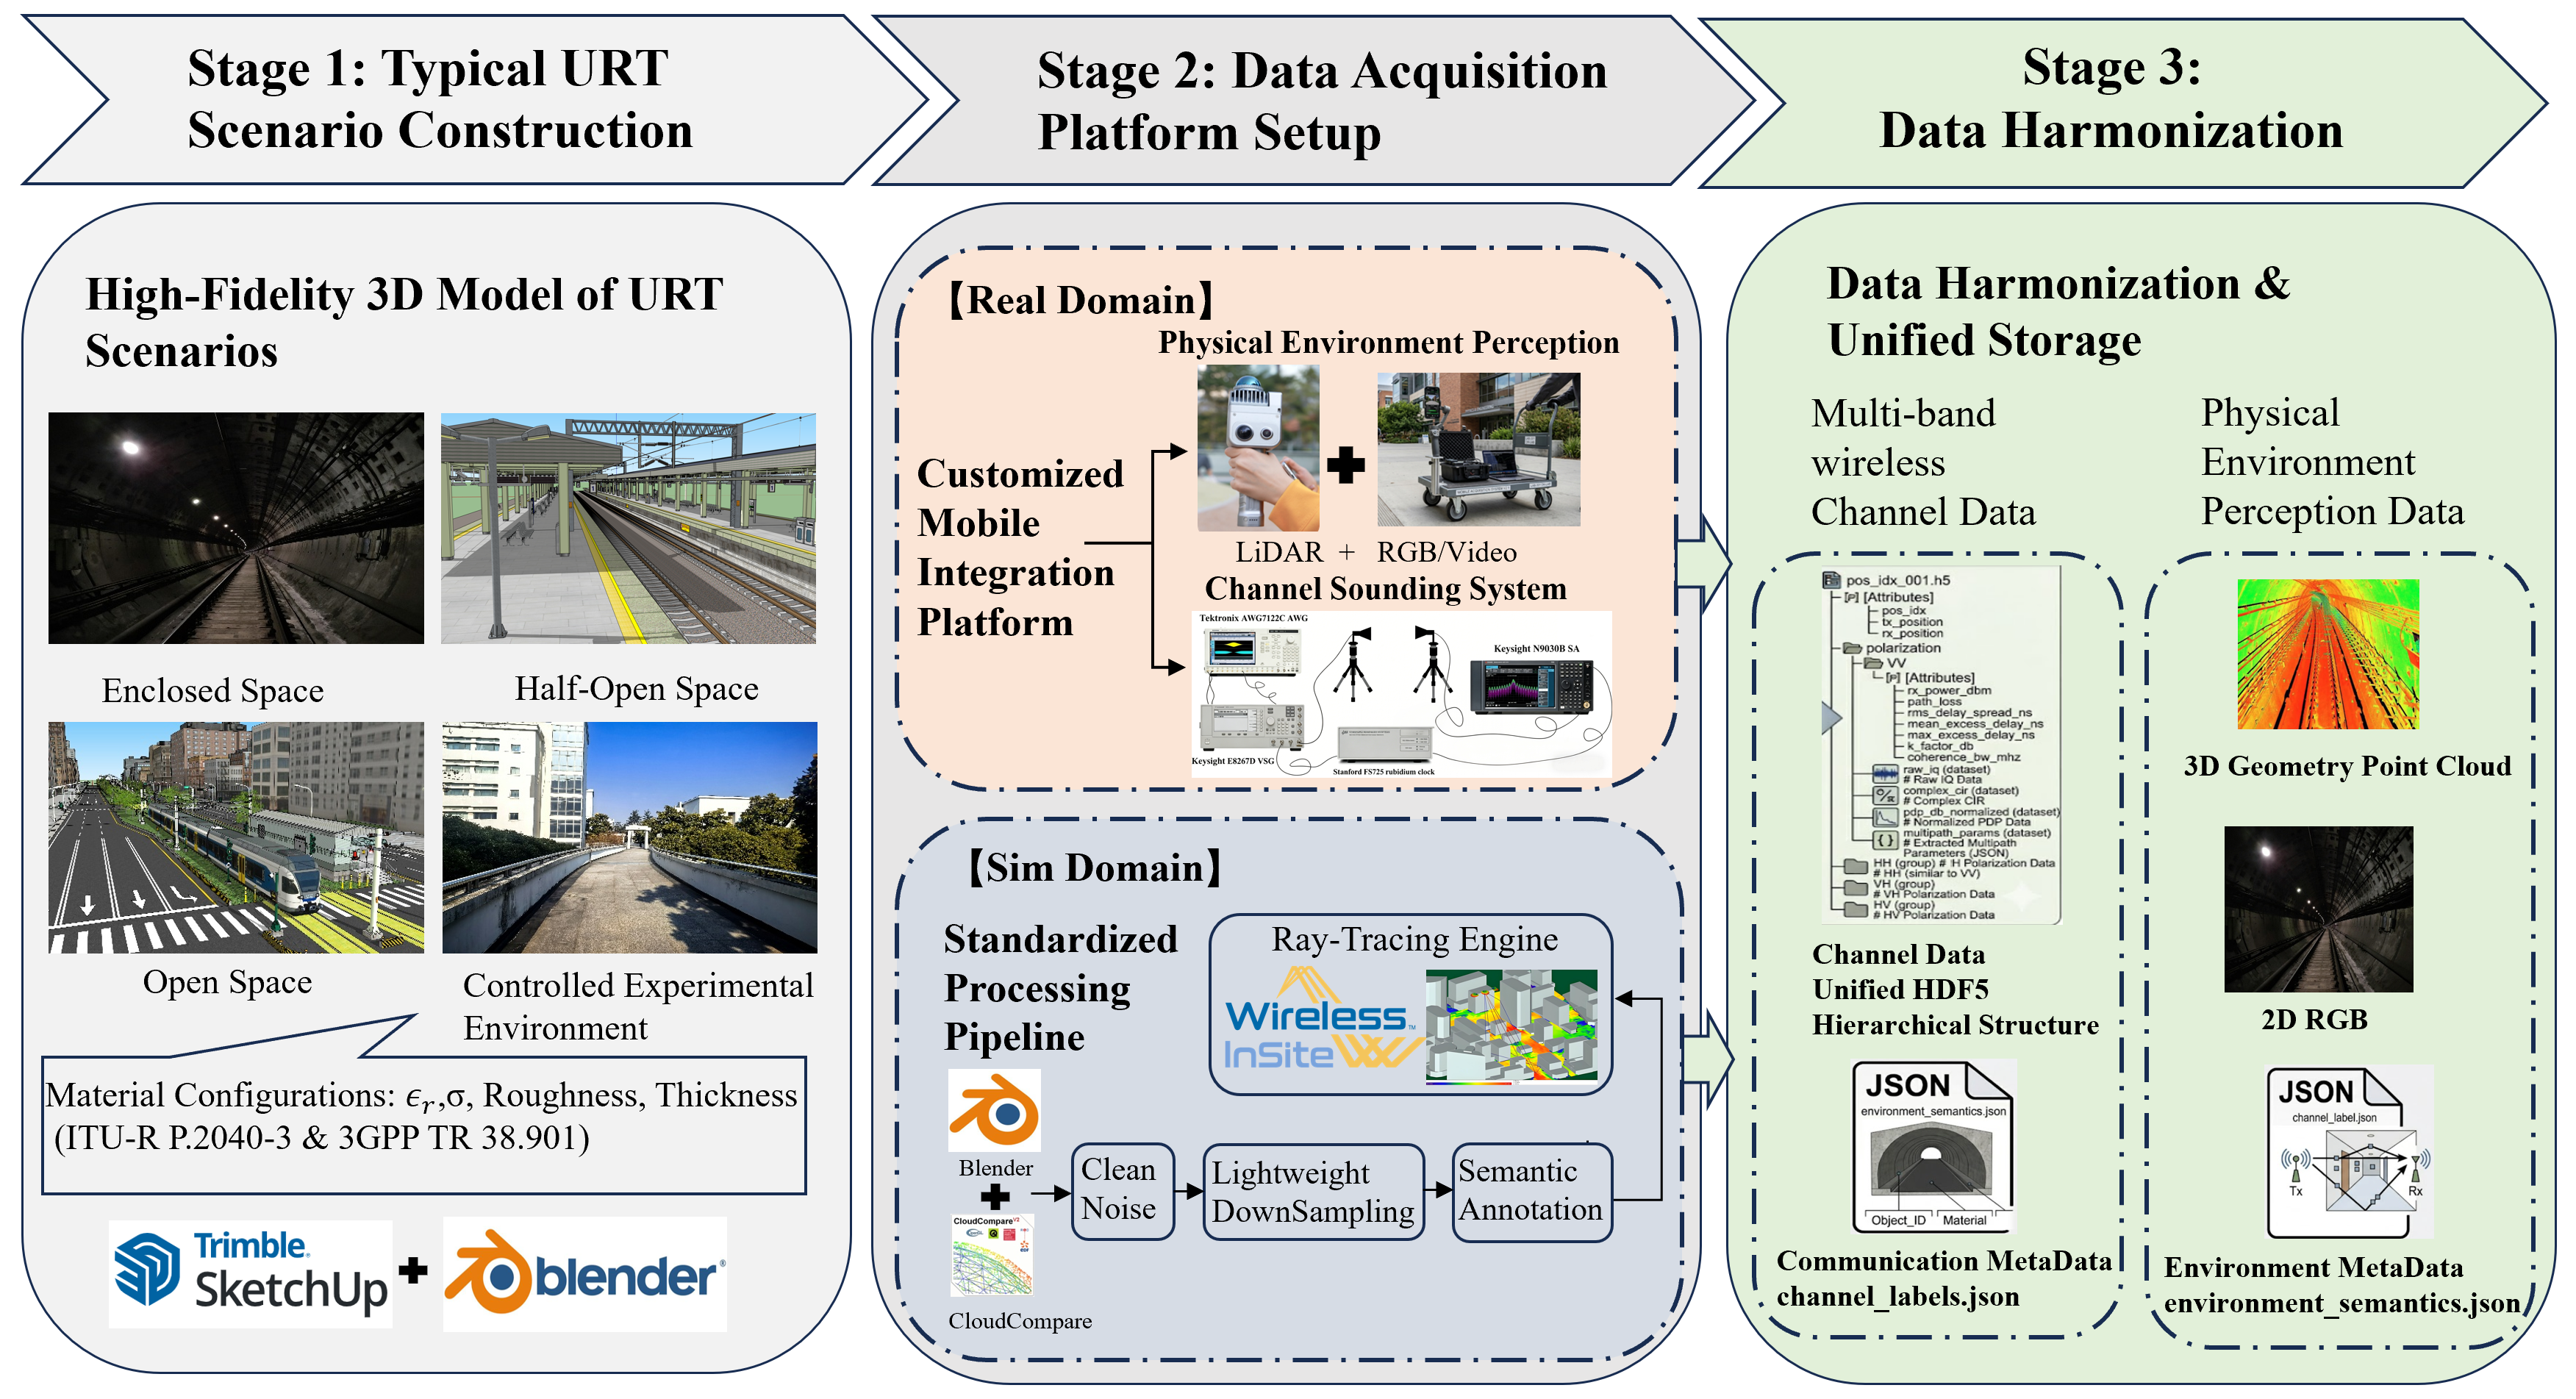 Stage 1: Typical URT
Scenario Construction
Stage 2: Data Acquisition
Platform Setup
Stage 3:
Data Harmonization
High-Fidelity 3D Model of URT
Scenarios
Enclosed Space
Half-Open Space
Open Space
Controlled Experimental
Environment
Material Configurations: ϵr,σ, Roughness, Thickness
(ITU-R P.2040-3 & 3GPP TR 38.901)
Trimble
SketchUp
blender
【Real Domain】
Physical Environment Perception
Customized
Mobile
Integration
Platform
LiDAR + RGB/Video
Channel Sounding System
Tektronix AWG7122C AWG
Keysight N9030B SA
Keysight E8267D VSG
Stanford FS725 rubidium clock
【Sim Domain】
Standardized
Processing
Pipeline
Ray-Tracing Engine
Wireless™
InSite
Blender
CloudCompare V2
CloudCompare
Clean
Noise
Lightweight
DownSampling
Semantic
Annotation
Data Harmonization &
Unified Storage
Multi-band
wireless
Channel Data
pos_idx_001.h5
[P] [Attributes]
pos_idx
tx_position
rx_position
polarization
VV
[P] [Attributes]
rx_power_dbm
path_loss
rms_delay_spread_ns
mean_excess_delay_ns
max_excess_delay_ns
k_factor_db
coherence_bw_mhz
raw_iq (dataset)
# Raw IQ Data
complex_cir (dataset)
# Complex CIR
pdp_db_normalized (dataset)
# Normalized PDP Data
multipath_params (dataset)
# Extracted Multipath
Parameters (JSON)
HH (group) # H Polarization Data
# HH (similar to VV)
VH (group)
# VH Polarization Data
HV (group)
# HV Polarization Data
Channel Data
Unified HDF5
Hierarchical Structure
JSON
environment_semantics.json
Object_ID
Material
Communication MetaData
channel_labels.json
Physical
Environment
Perception Data
3D Geometry Point Cloud
2D RGB
JSON
channel_label.json
Tx
Rx
Environment MetaData
environment_semantics.json